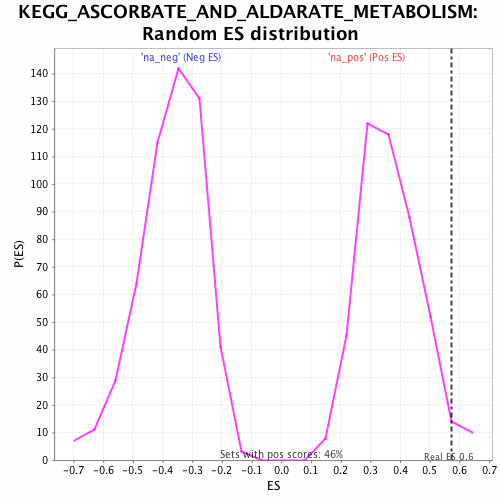 KEGG_ASCORBATE_AND_ALDARATE_METABOLISM:
Random ES distribution
'na_neg' (Neg ES) 'na_pos' (Pos ES)
140
130
120
110
100
90
80
70
60
50
40
30
20
10
0
P(ES)
Sets with pos scores: 46% Real ES 0.6
-0.7 -0.6 -0.5 -0.4 -0.3 -0.2 -0.1 0.0 0.1 0.2 0.3 0.4 0.5 0.6
ES